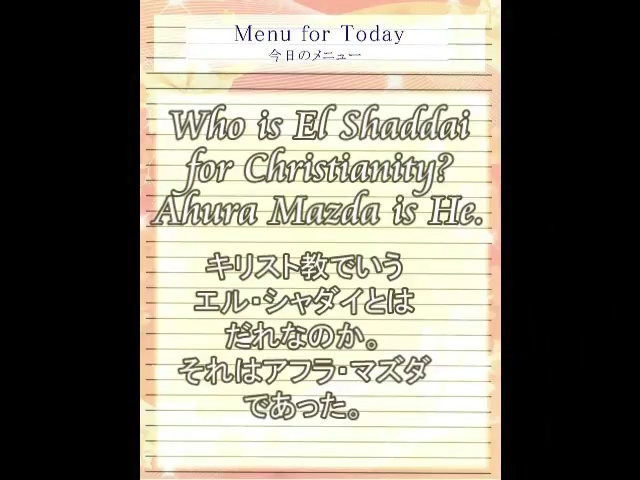 Menu for Today
今日のメニュー
Who is El Shaddai
for Christianity?
Ahura Mazda is He.
キリスト教でいう
エル・シャダイとは
だれなのか。
それはアフラ・マズダ
であった。